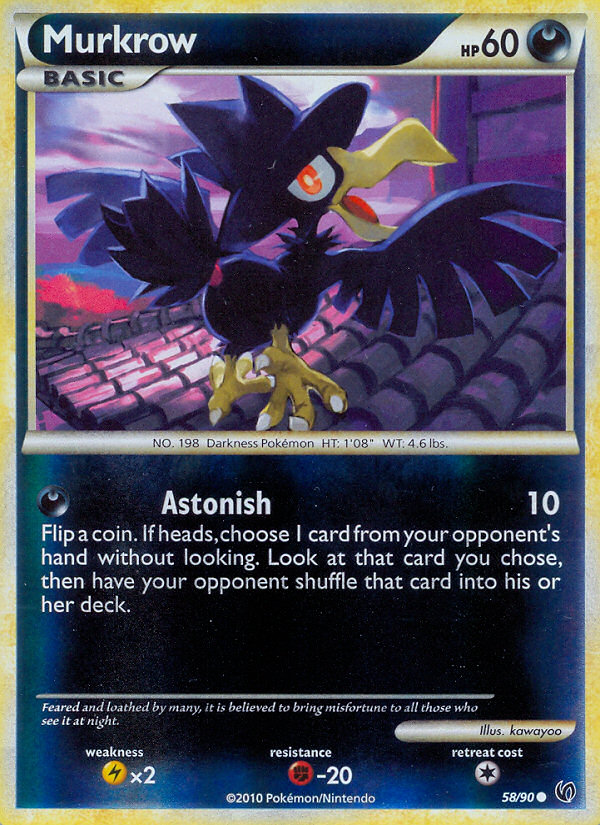 Murkrow HP60
BASIC
NO. 198 Darkness Pokémon HT: 1'08" WT: 4.6 lbs.
Astonish 10
Flip a coin. If heads, choose 1 card from your opponent's
hand without looking. Look at that card you chose,
then have your opponent shuffle that card into his or
her deck.
Feared and loathed by many, it is believed to bring misfortune to all those who
see it at night.
Illus. kawayoo
weakness resistance retreat cost
×2 -20
©2010 Pokémon/Nintendo 58/90